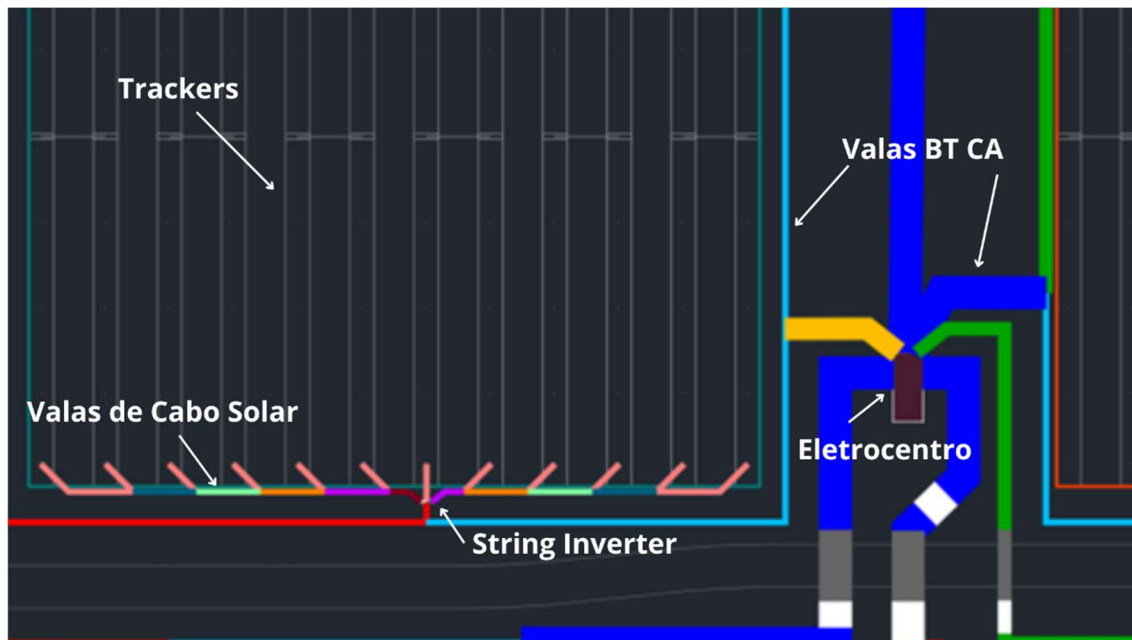 Trackers
Valas BT CA
Valas de Cabo Solar
Eletrocentro
String Inverter